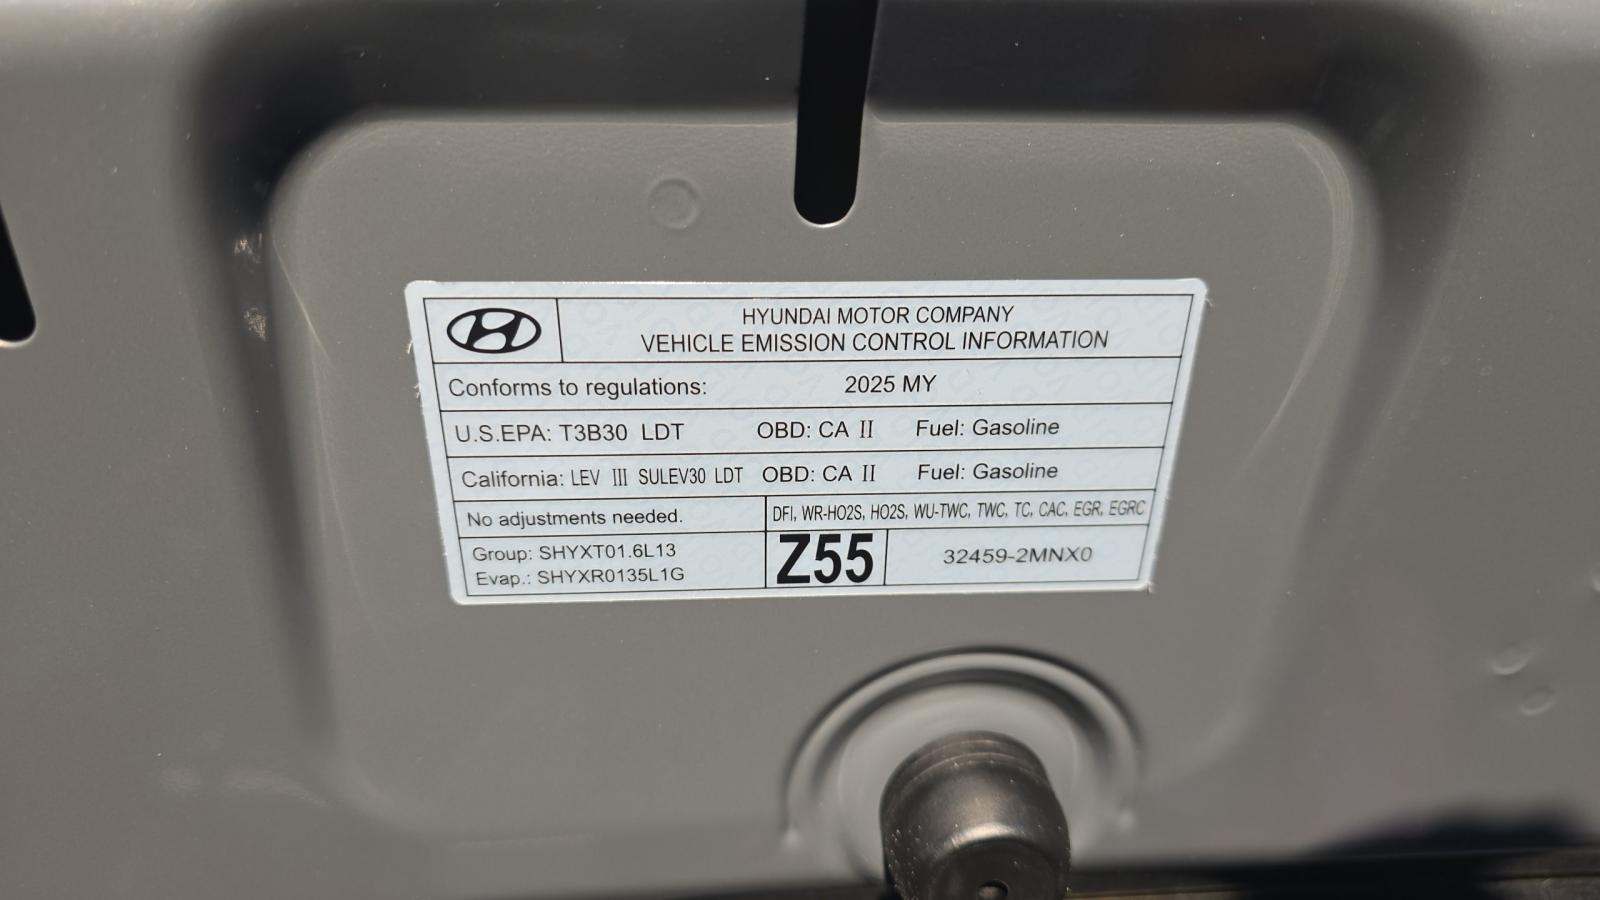 HYUNDAI MOTOR COMPANY
VEHICLE EMISSION CONTROL INFORMATION
Conforms to regulations: 2025 MY
U.S.EPA: T3B30 LDT OBD: CA II Fuel: Gasoline
California: LEV III SULEV30 LDT OBD: CA II Fuel: Gasoline
No adjustments needed. DFI, WR-HO2S, HO2S, WU-TWC, TWC, TC, CAC, EGR, EGRC
Group: SHYXT01.6L13
Evap.: SHYXR0135L1G
Z55
32459-2MNX0